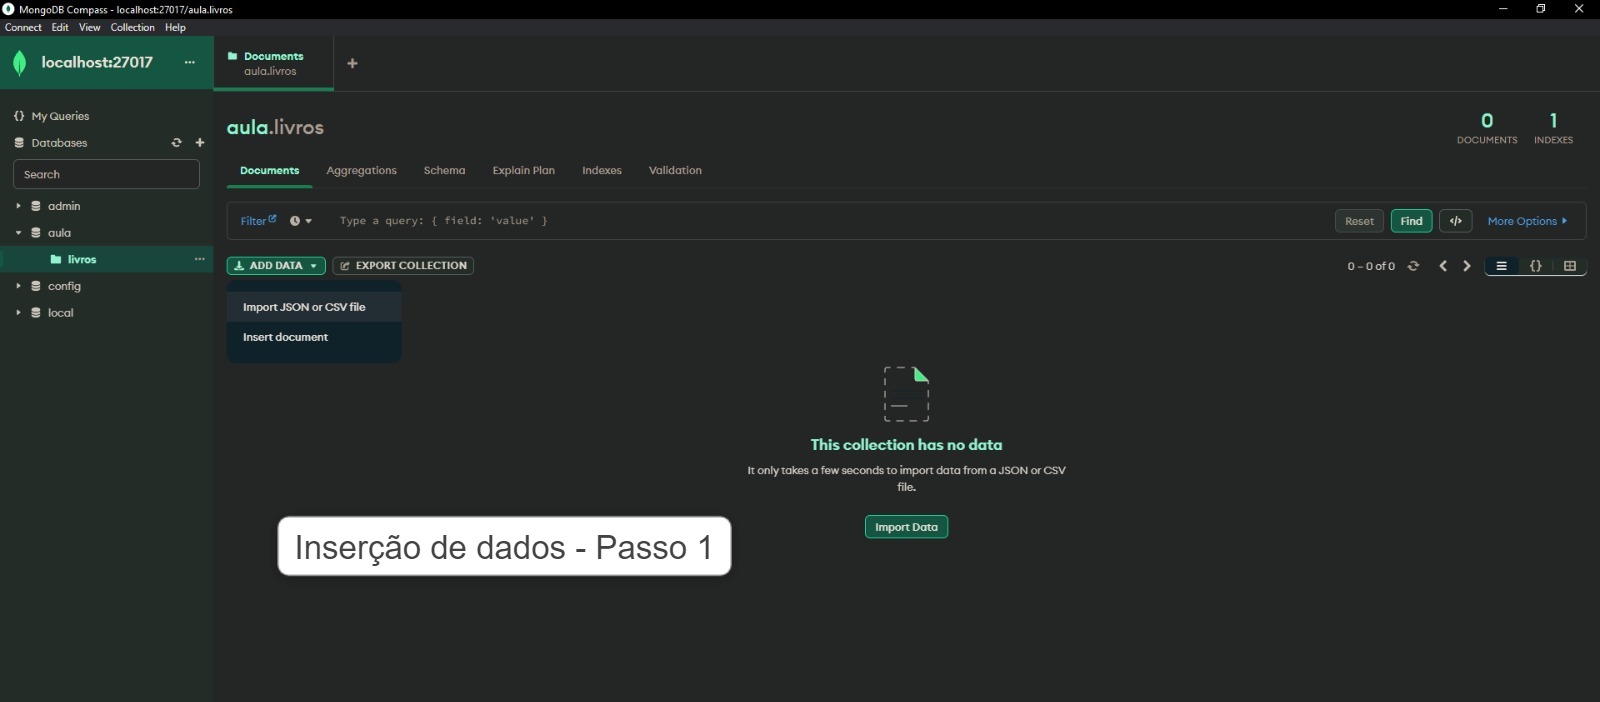 MongoDB Compass - localhost:27017/aula.livros
Connect Edit View Collection Help
localhost:27017 ...
Documents
aula.livros
+
{} My Queries
Databases
Search
admin
aula
livros ...
config
local
aula.livros
0
DOCUMENTS
1
INDEXES
Documents Aggregations Schema Explain Plan Indexes Validation
Filter Type a query: { field: 'value' } Reset Find </> More Options
ADD DATA EXPORT COLLECTION 0 – 0 of 0 {}
Import JSON or CSV file
Insert document
This collection has no data
It only takes a few seconds to import data from a JSON or CSV
file.
Import Data
Inserção de dados - Passo 1